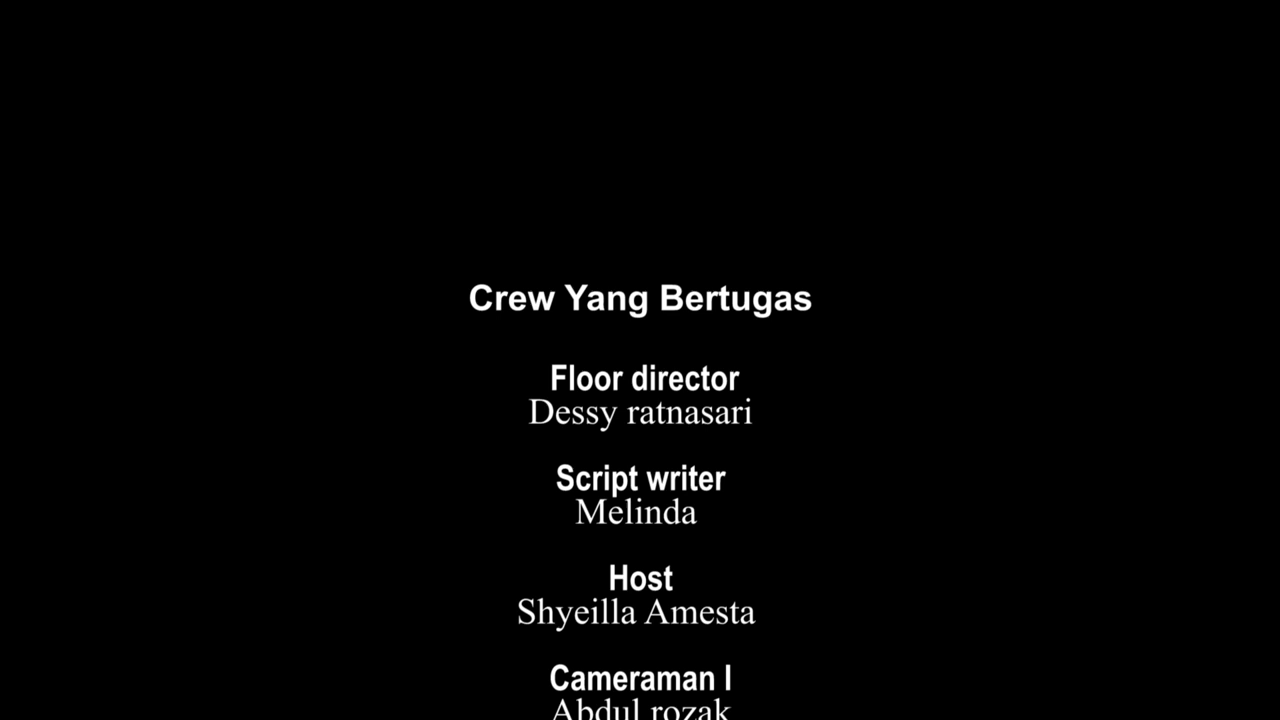 Crew Yang Bertugas
Floor director
Dessy ratnasari
Script writer
Melinda
Host
Shyeilla Amesta
Cameraman I
Abdul rozak